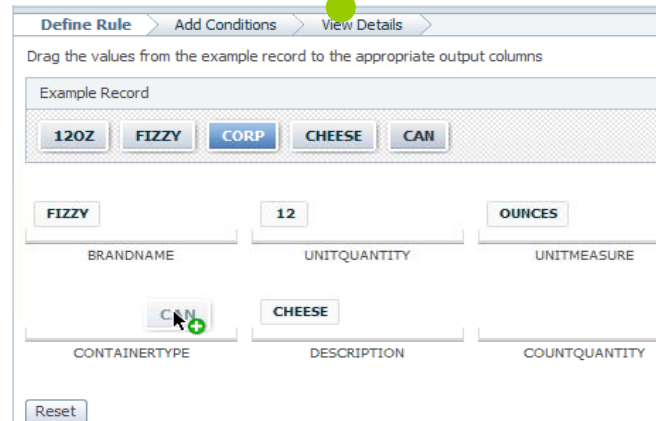 Define Rule Add Conditions View Details
Drag the values from the example record to the appropriate output columns
Example Record
12OZ FIZZY CORP CHEESE CAN
FIZZY 12 OUNCES
BRANDNAME UNITQUANTITY UNITMEASURE
CAN CHEESE
CONTAINERTYPE DESCRIPTION COUNTQUANTITY
Reset